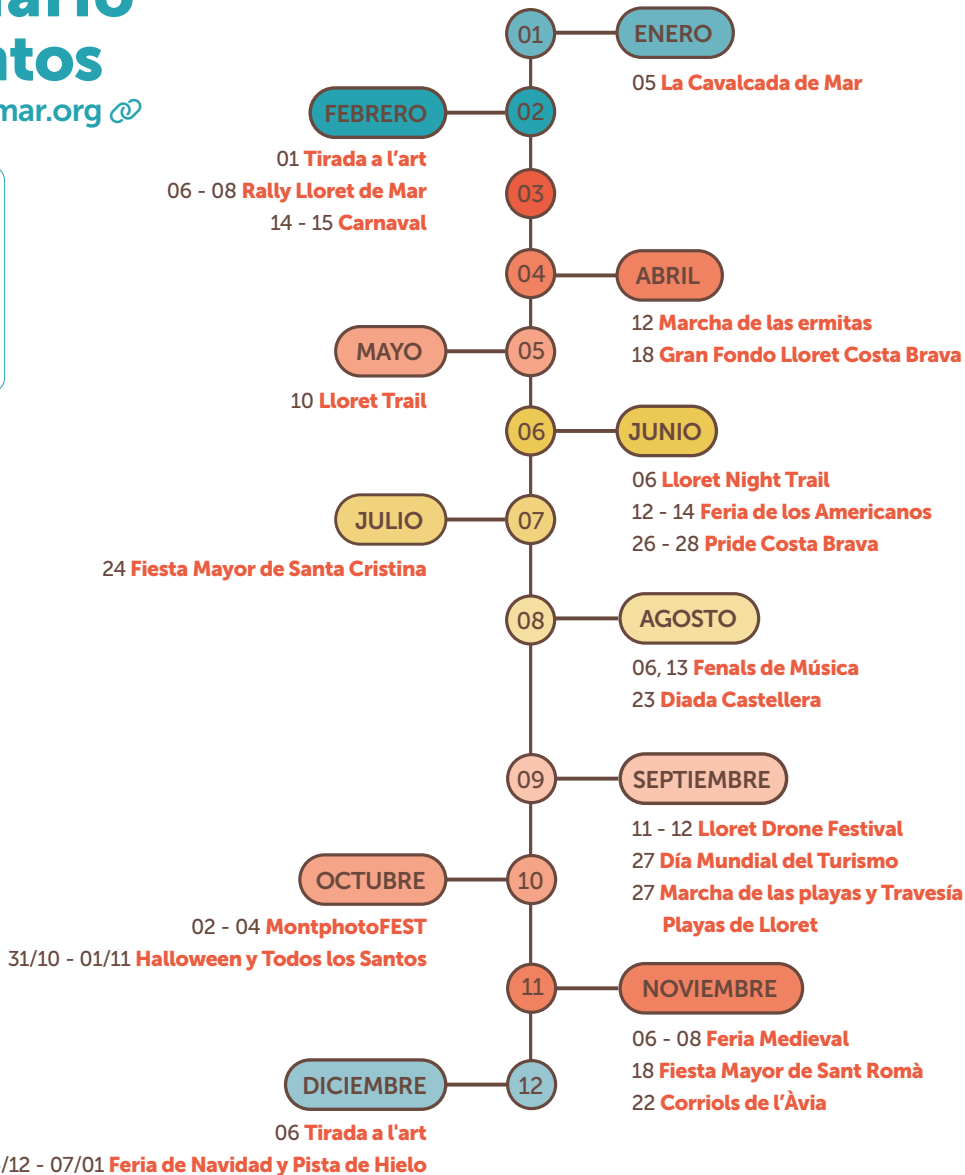 01
ENERO
05 La Cavalcada de Mar
mar.org
02
FEBRERO
01 Tirada a l’art
06 - 08 Rally Lloret de Mar
14 - 15 Carnaval
03
04
ABRIL
12 Marcha de las ermitas
18 Gran Fondo Lloret Costa Brava
05
MAYO
10 Lloret Trail
06
JUNIO
06 Lloret Night Trail
12 - 14 Feria de los Americanos
26 - 28 Pride Costa Brava
07
JULIO
24 Fiesta Mayor de Santa Cristina
08
AGOSTO
06, 13 Fenals de Música
23 Diada Castellera
09
SEPTIEMBRE
11 - 12 Lloret Drone Festival
27 Día Mundial del Turismo
27 Marcha de las playas y Travesía
Playas de Lloret
10
OCTUBRE
02 - 04 MontphotoFEST
31/10 - 01/11 Halloween y Todos los Santos
11
NOVIEMBRE
06 - 08 Feria Medieval
18 Fiesta Mayor de Sant Romà
22 Corriols de l’Àvia
12
DICIEMBRE
06 Tirada a l'art
/12 - 07/01 Feria de Navidad y Pista de Hielo